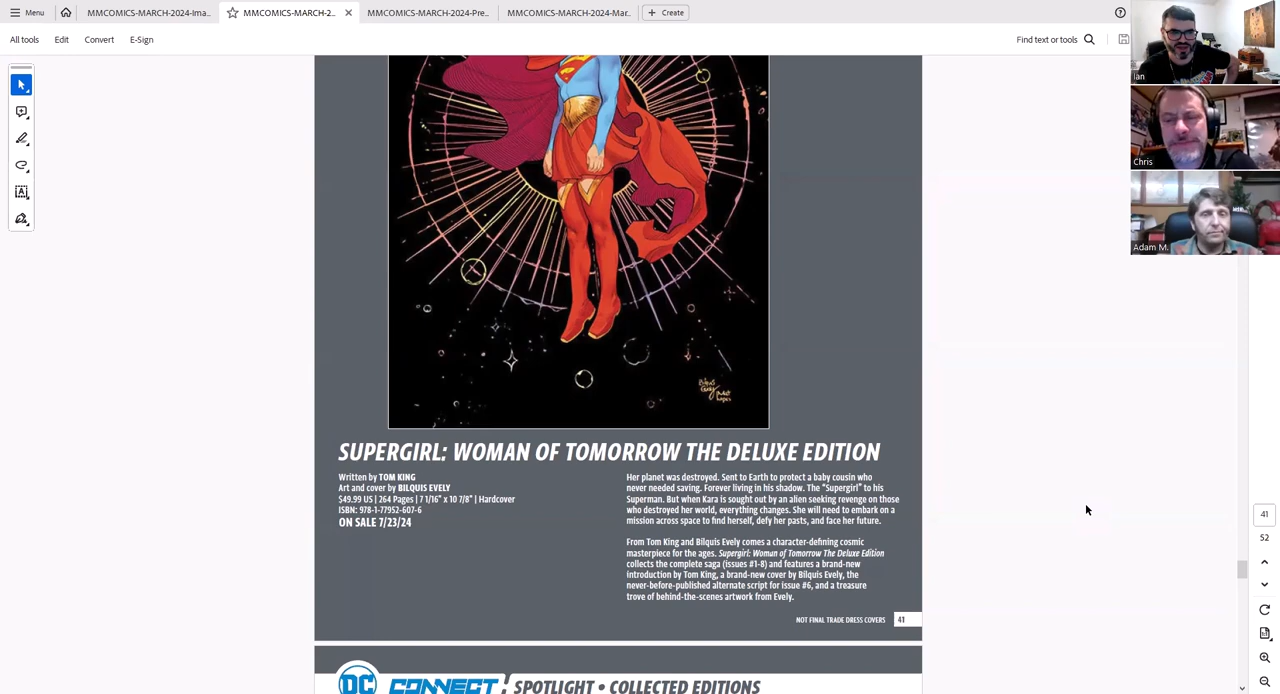 Menu
MMCOMICS-MARCH-2024-Ima...
MMCOMICS-MARCH-2...
MMCOMICS-MARCH-2024-Pre...
MMCOMICS-MARCH-2024-Mar...
Create
All tools
Edit
Convert
E-Sign
Find text or tools
Ian
Chris
Adam M.
SUPERGIRL: WOMAN OF TOMORROW THE DELUXE EDITION
Written by TOM KING
Art and cover by BILQUIS EVELY
$49.99 US | 264 Pages | 7 1/16" x 10 7/8" | Hardcover
ISBN: 978-1-77952-607-6
ON SALE 7/23/24
Her planet was destroyed. Sent to Earth to protect a baby cousin who
never needed saving. Forever living in his shadow. The "Supergirl" to his
Superman. But when Kara is sought out by an alien seeking revenge on those
who destroyed her world, everything changes. She will need to embark on a
mission across space to find herself, defy her pasts, and face her future.
From Tom King and Bilquis Evely comes a character-defining cosmic
masterpiece for the ages. Supergirl: Woman of Tomorrow The Deluxe Edition
collects the complete saga (issues #1-8) and features a brand-new
introduction by Tom King, a brand-new cover by Bilquis Evely, the
never-before-published alternate script for issue #6, and a treasure
trove of behind-the-scenes artwork from Evely.
NOT FINAL TRADE DRESS COVERS 41
DC CONNECT! SPOTLIGHT • COLLECTED EDITIONS
41
52